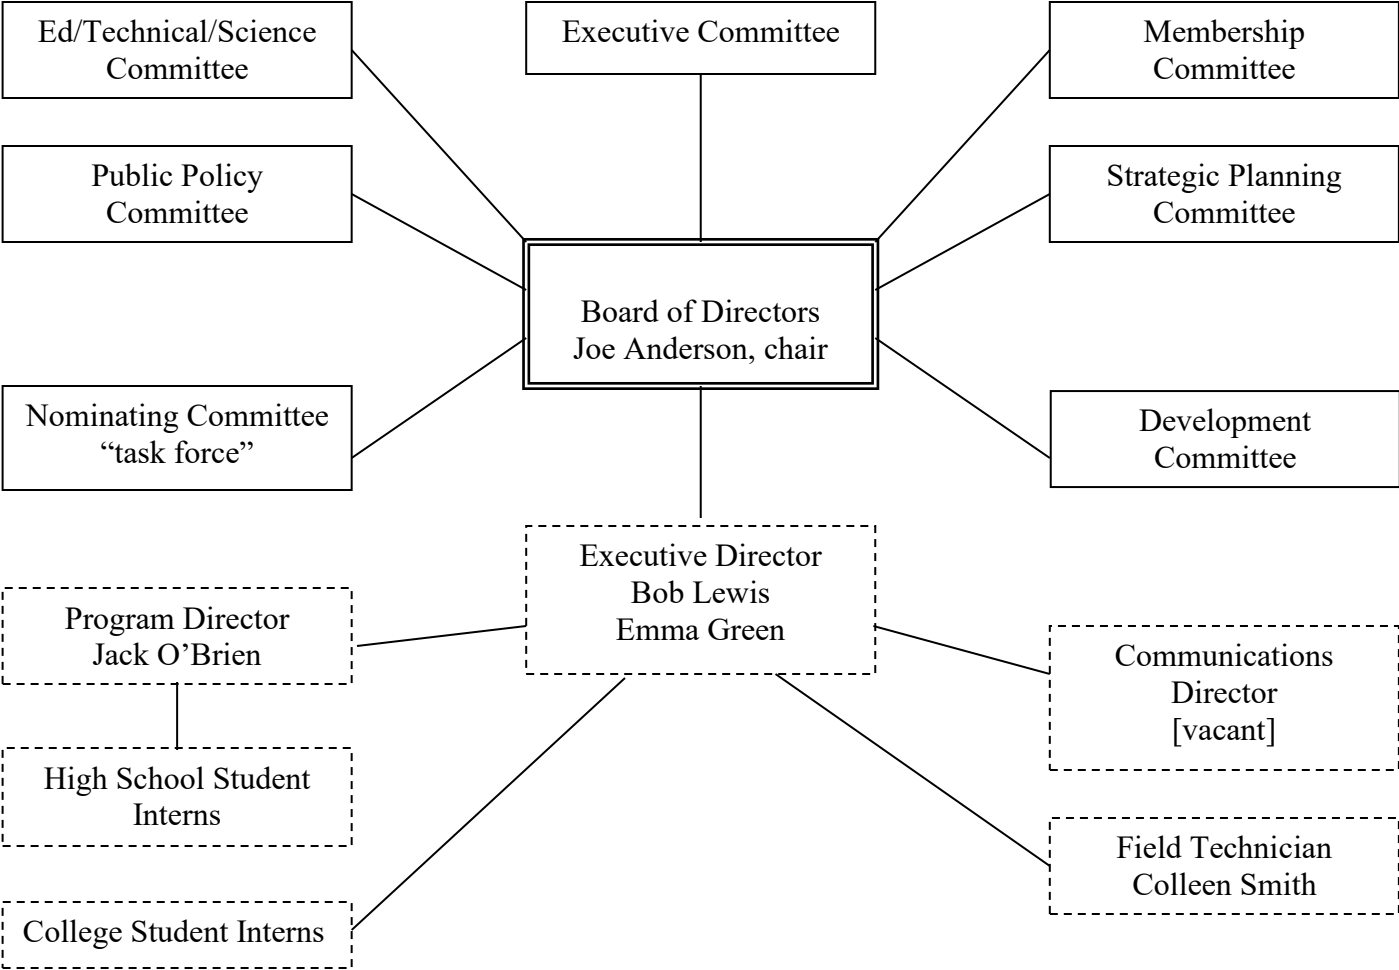 Ed/Technical/Science
Committee
Executive Committee
Membership
Committee
Public Policy
Committee
Strategic Planning
Committee
Board of Directors
Joe Anderson, chair
Nominating Committee
“task force”
Development
Committee
Executive Director
Bob Lewis
Emma Green
Program Director
Jack O’Brien
Communications
Director
[vacant]
High School Student
Interns
Field Technician
Colleen Smith
College Student Interns